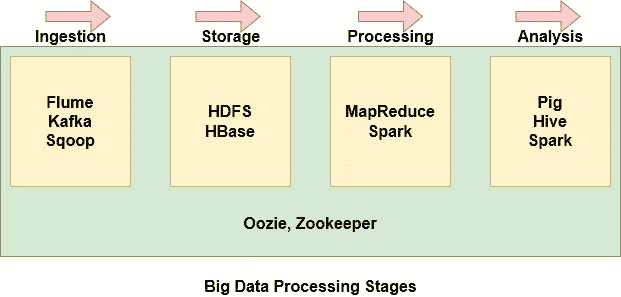 Ingestion
Storage
Processing
Analysis
Flume
Kafka
Sqoop
HDFS
HBase
MapReduce
Spark
Pig
Hive
Spark
Oozie, Zookeeper
Big Data Processing Stages